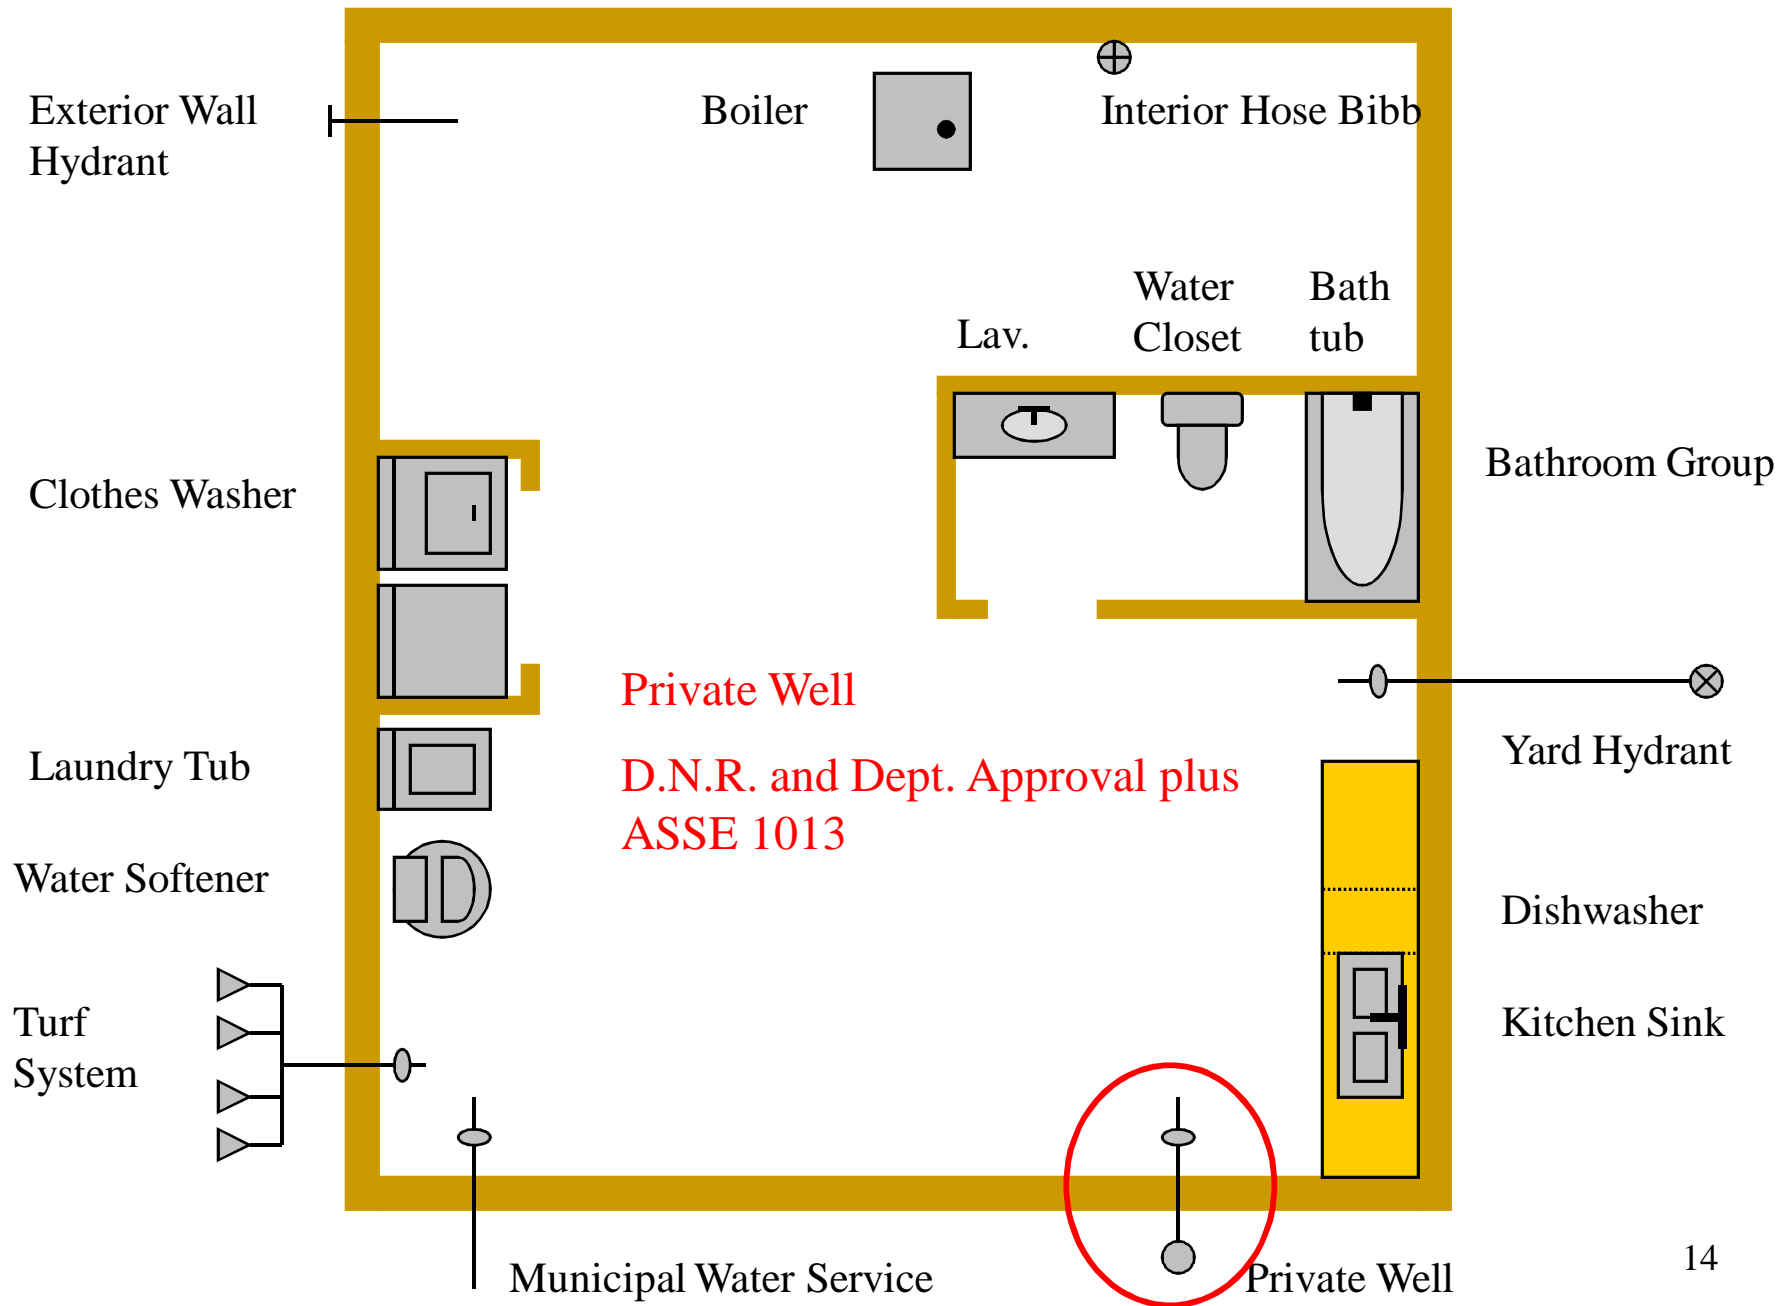 Exterior Wall
Hydrant
Boiler
Interior Hose Bibb
Lav.
Water
Closet
Bath
tub
Bathroom Group
Clothes Washer
Private Well
D.N.R. and Dept. Approval plus
ASSE 1013
Laundry Tub
Yard Hydrant
Water Softener
Dishwasher
Turf
System
Kitchen Sink
Municipal Water Service
Private Well
14